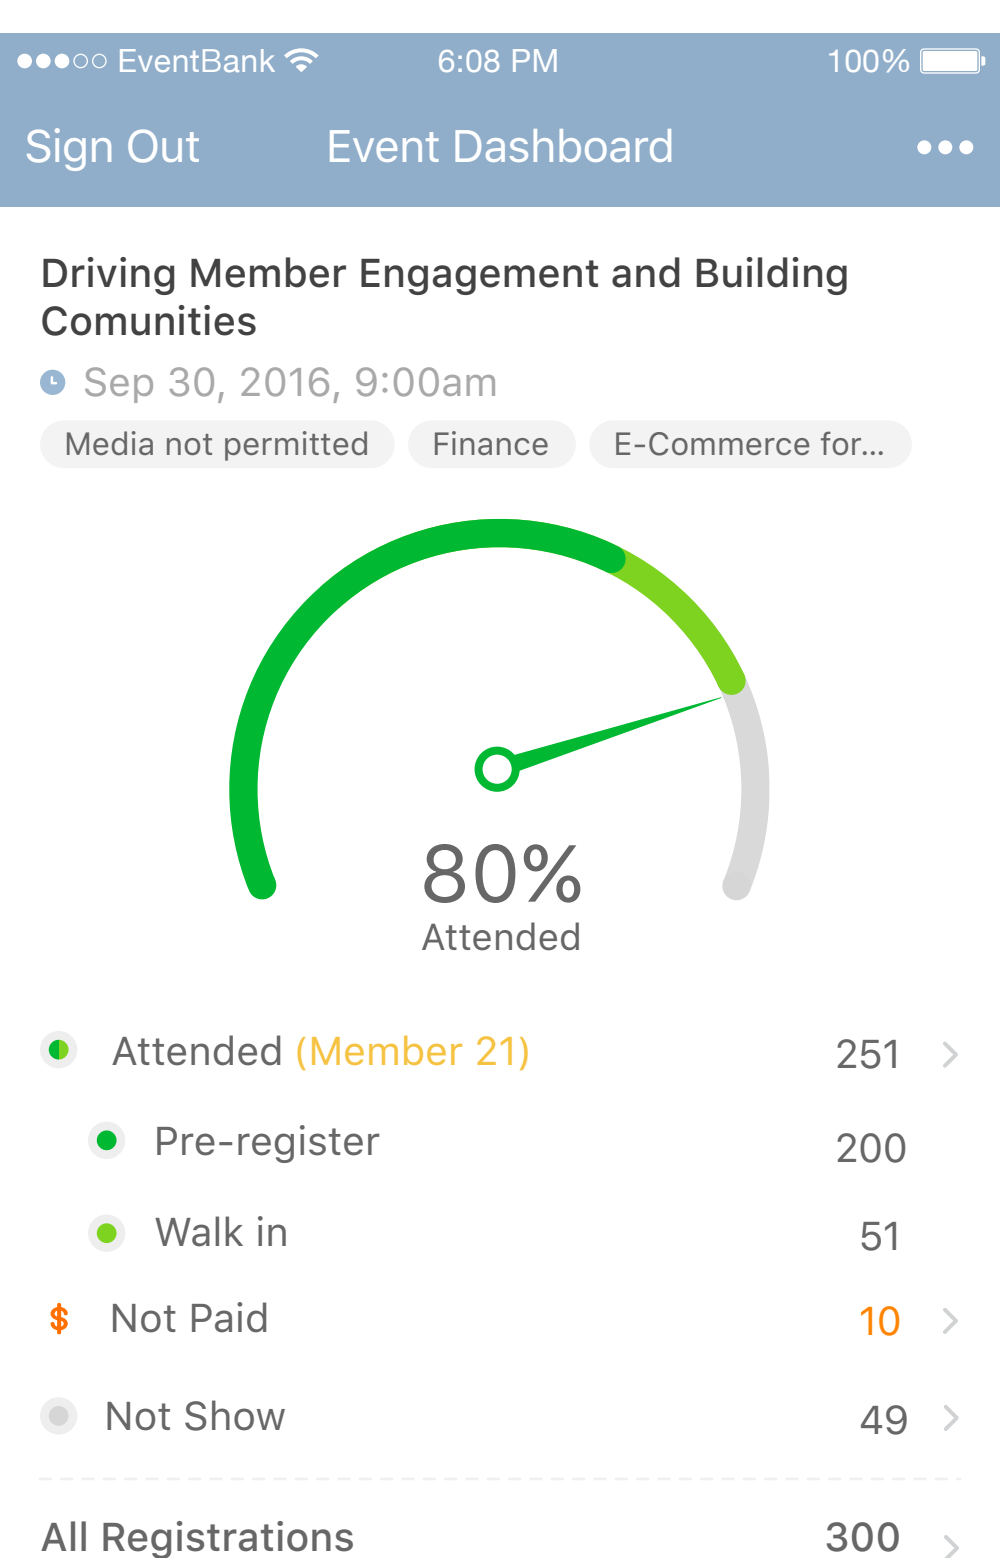 EventBank 6:08 PM 100%
Sign Out Event Dashboard
Driving Member Engagement and Building
Comunities
Sep 30, 2016, 9:00am
Media not permitted Finance E-Commerce for...
80%
Attended
Attended (Member 21) 251
Pre-register 200
Walk in 51
$ Not Paid 10
Not Show 49
All Registrations 300